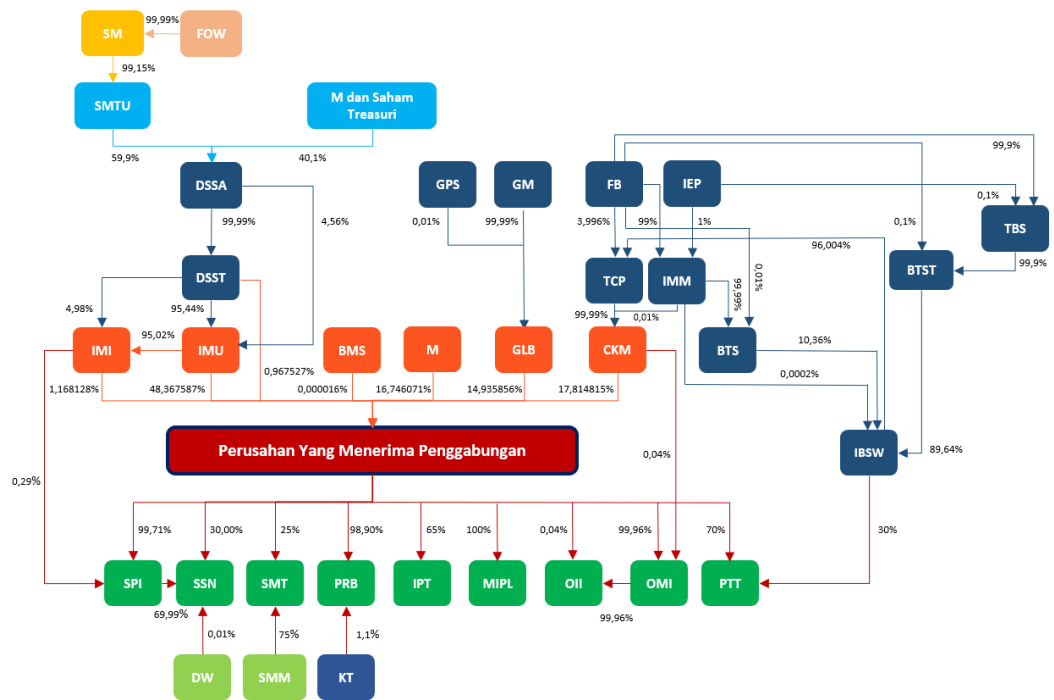 SM
99,99%
FOW
99,15%
SMTU
M dan Saham
Treasuri
59,9%
40,1%
99,9%
DSSA
GPS
GM
FB
IEP
0,1%
99,99%
4,56%
0,01%
99,99%
3,996%
99%
1%
0,1%
TBS
96,004%
DSST
TCP
IMM
BTST
99,9%
0,01%
99,99%
4,98%
95,44%
99,99%
0,01%
IMI
95,02%
IMU
BMS
M
GLB
CKM
BTS
10,36%
0,967527%
0,0002%
1,168128%
48,367587%
0,000016%
16,746071%
14,935856%
17,814815%
Perusahan Yang Menerima Penggabungan
0,04%
IBSW
89,64%
0,29%
99,71%
30,00%
25%
98,90%
65%
100%
0,04%
99,96%
70%
30%
SPI
SSN
SMT
PRB
IPT
MIPL
OII
OMI
PTT
69,99%
99,96%
0,01%
75%
1,1%
DW
SMM
KT